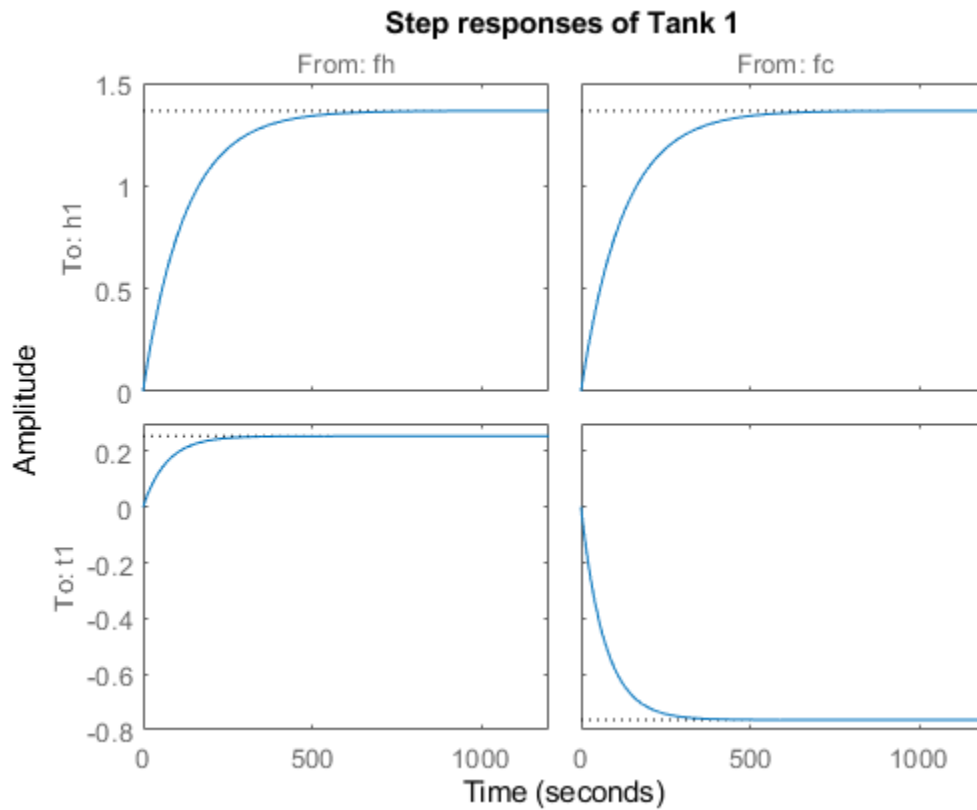 Step responses of Tank 1
From: fh
From: fc
Amplitude
To: h1
1.5
1
0.5
0
To: t1
0.2
0
-0.2
-0.4
-0.6
-0.8
0
500
1000
0
500
1000
Time (seconds)